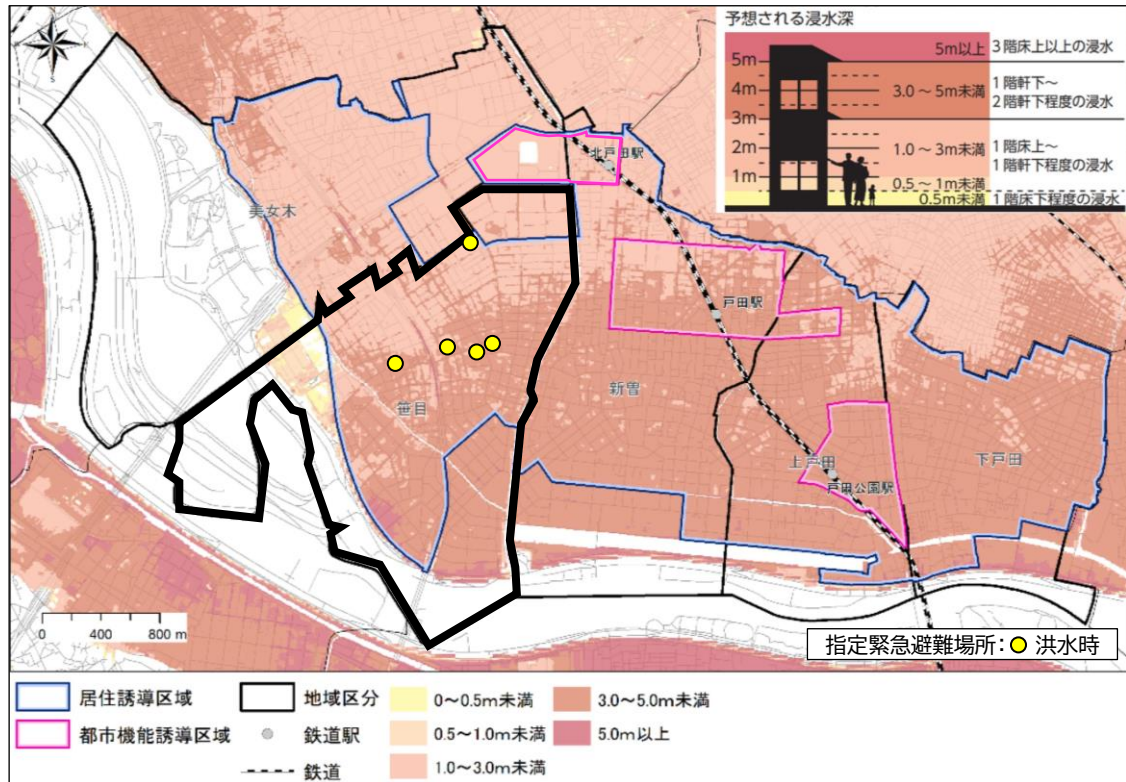 S
予想される浸水深
5m以上 3階床上以上の浸水
5m
4m 3.0～5m未満 1階軒下～
2階軒下程度の浸水
3m
2m 1.0～3m未満 1階床上～
1階軒下程度の浸水
1m 0.5～1m未満
0.5m未満 1階床下程度の浸水
北戸田駅
美女木
戸田駅
笹目
新曽
上戸田
下戸田
戸田公園駅
0 400 800 m
指定緊急避難場所: 洪水時
居住誘導区域
都市機能誘導区域
地域区分
鉄道駅
鉄道
0～0.5m未満
0.5～1.0m未満
1.0～3.0m未満
3.0～5.0m未満
5.0m以上